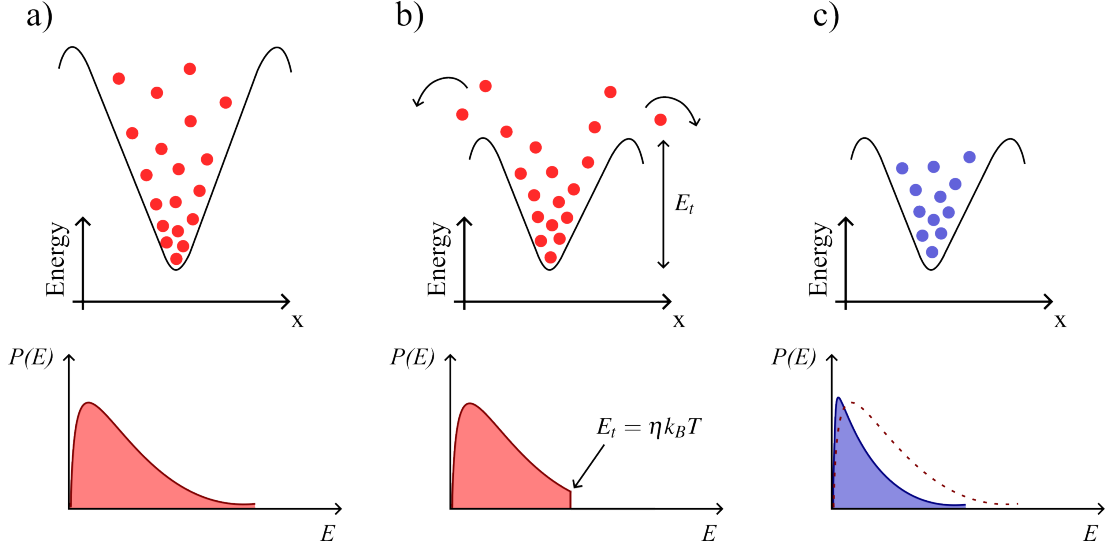 a)
b)
c)
Energy
x
Energy
E_t
x
Energy
x
P(E)
E
P(E)
E_t = ηk_BT
E
P(E)
E